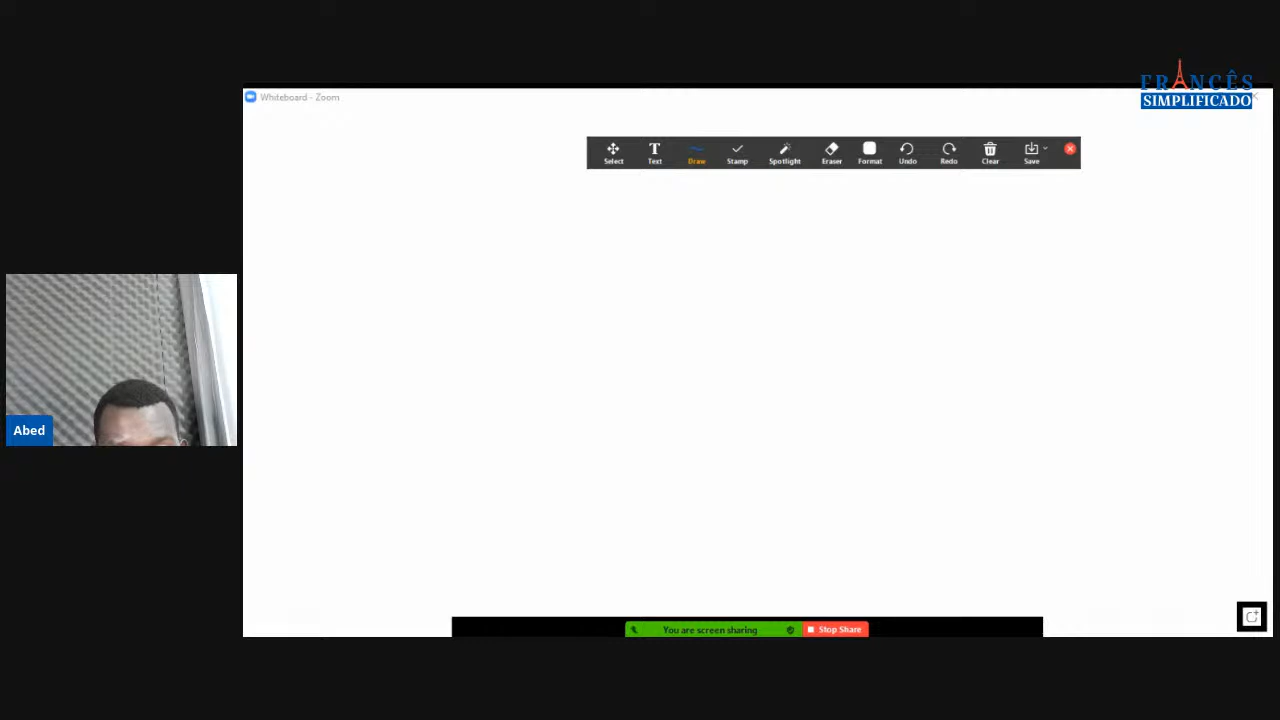 FRANCÊS
SIMPLIFICADO
Whiteboard - Zoom
Select
Text
Draw
Stamp
Spotlight
Eraser
Format
Undo
Redo
Clear
Save
Abed
You are screen sharing
Stop Share